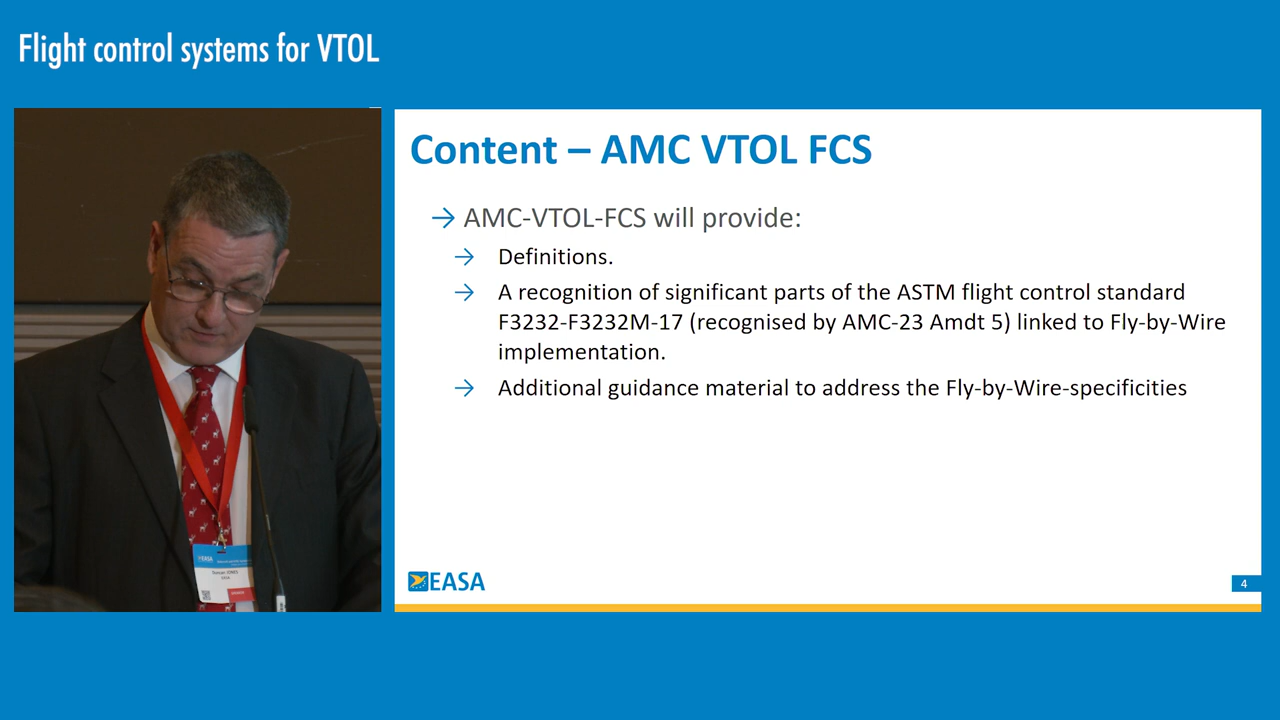 Flight control systems for VTOL
Content – AMC VTOL FCS
→ AMC-VTOL-FCS will provide:
→ Definitions.
→ A recognition of significant parts of the ASTM flight control standard
F3232-F3232M-17 (recognised by AMC-23 Amdt 5) linked to Fly-by-Wire
implementation.
→ Additional guidance material to address the Fly-by-Wire-specificities
EASA
4
EASA